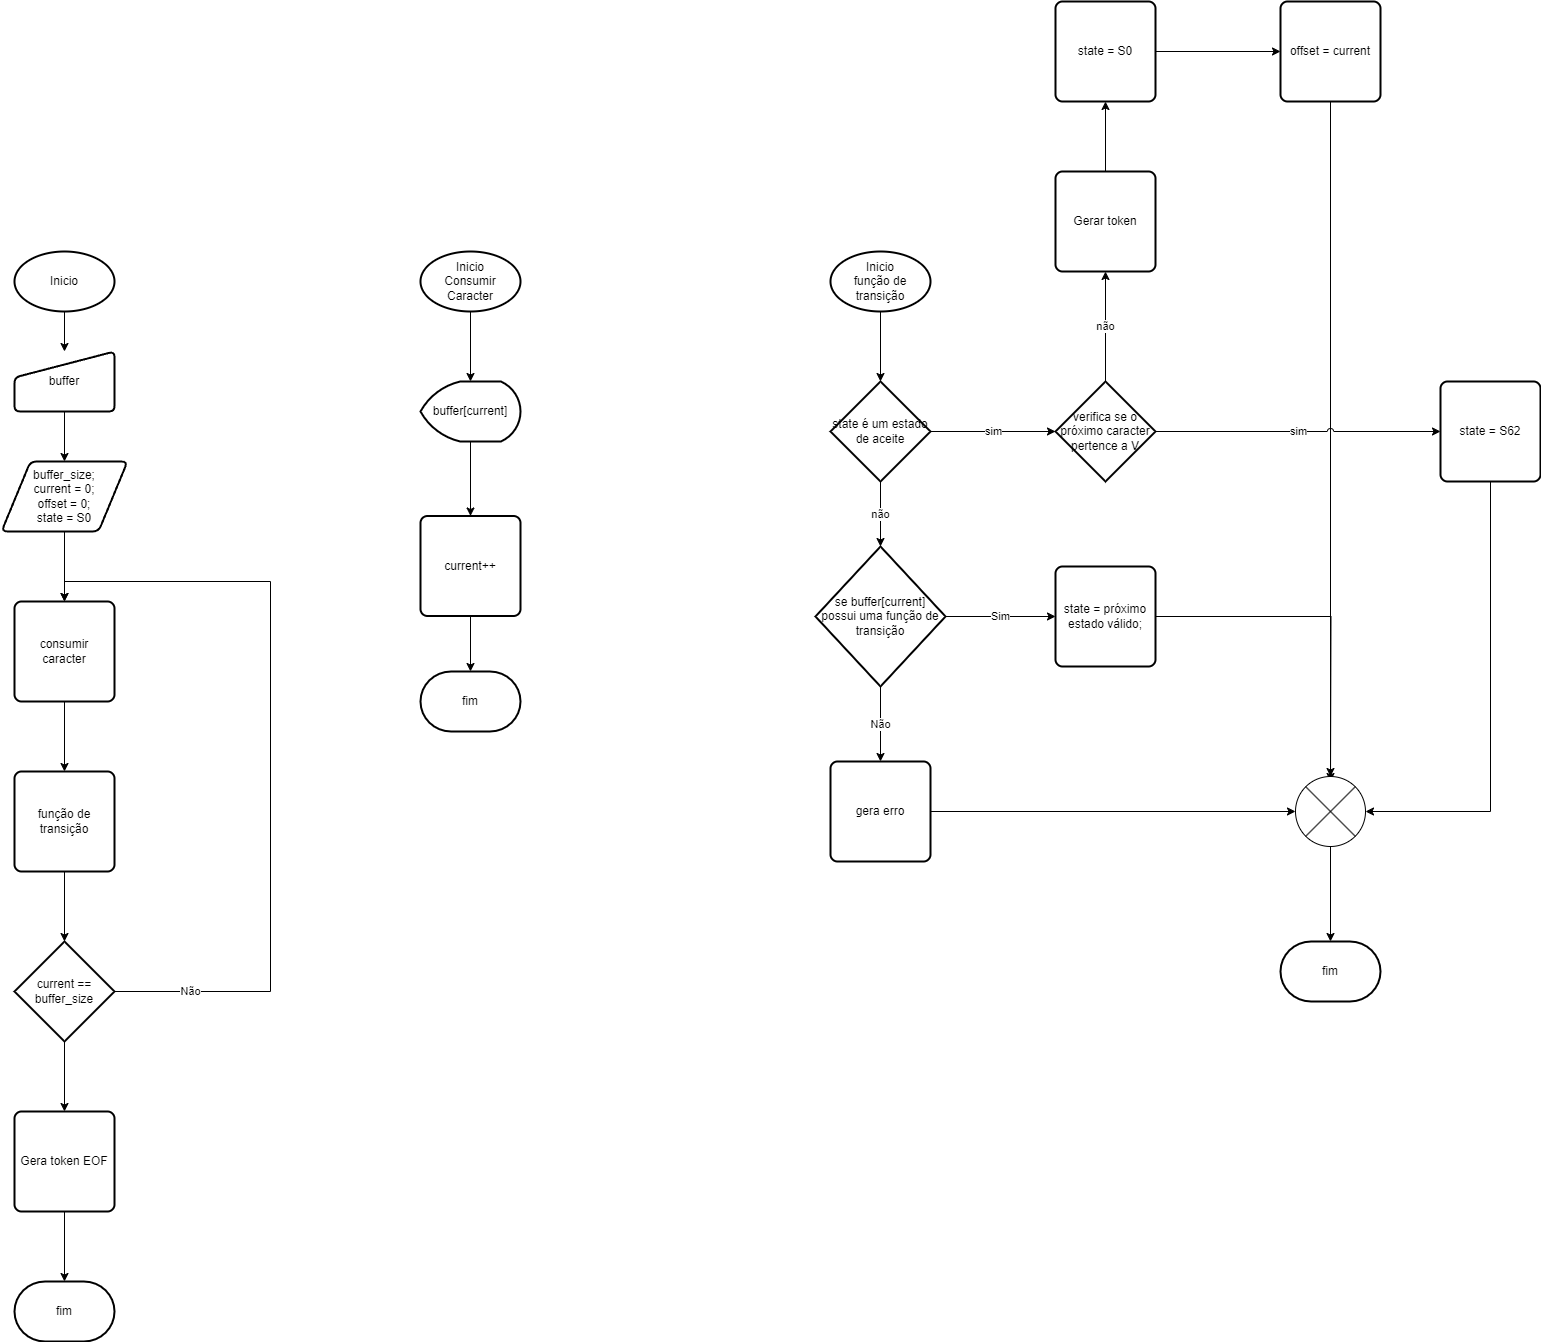 Inicio
buffer
buffer_size;
current = 0;
offset = 0;
state = S0
consumir
caracter
função de
transição
current ==
buffer_size
Não
Gera token EOF
fim
Inicio
Consumir
Caracter
buffer[current]
current++
fim
Inicio
função de
transição
state é um estado
de aceite
sim
verifica se o
próximo caracter
pertence a V
não
Gerar token
state = S0
offset = current
sim
state = S62
não
se buffer[current]
possui uma função de
transição
Sim
state = próximo
estado válido;
Não
gera erro
fim